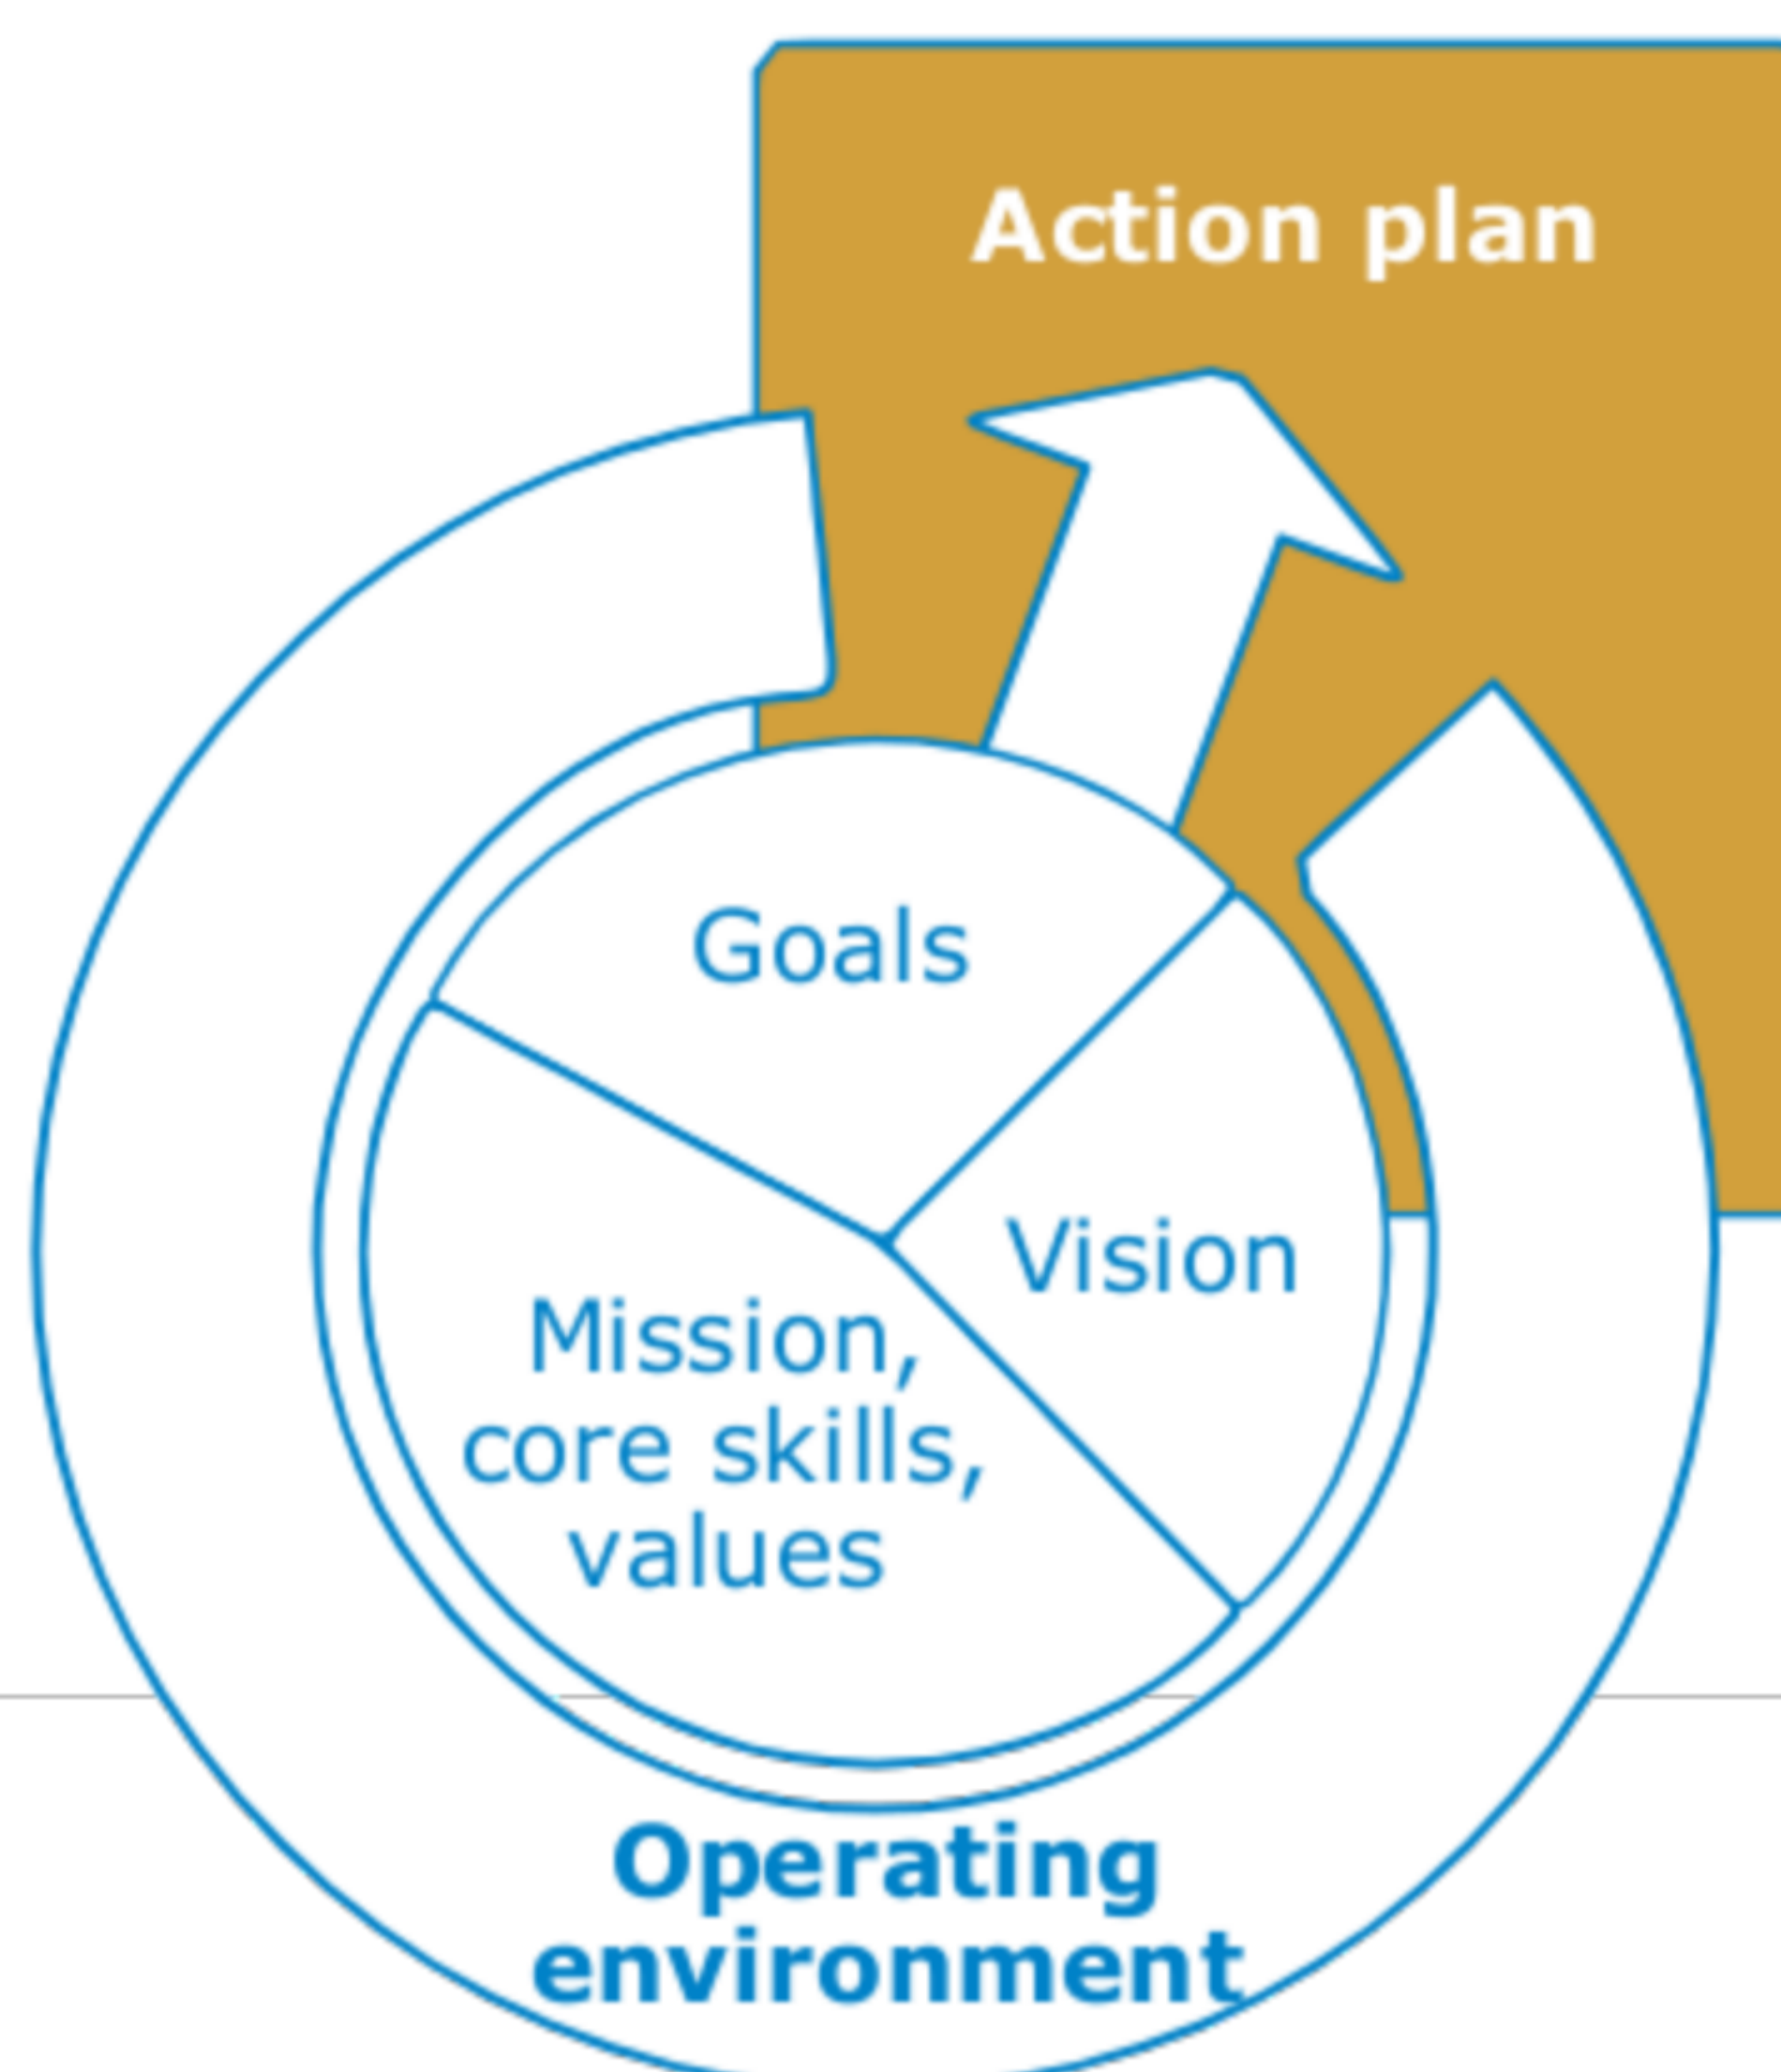 Action plan
Goals
Vision
Mission,
core skills,
values
Operating
environment